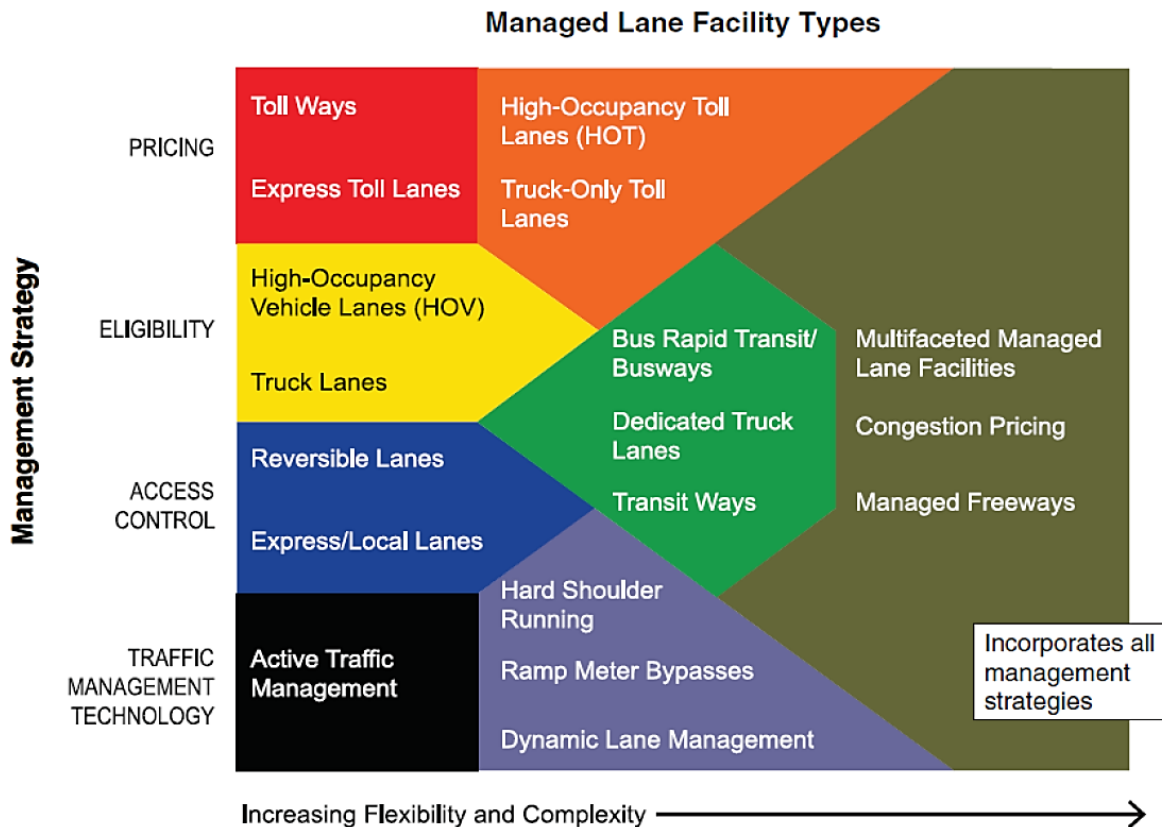 Managed Lane Facility Types
Management Strategy
PRICING
Toll Ways
Express Toll Lanes
High-Occupancy Toll
Lanes (HOT)
Truck-Only Toll
Lanes
ELIGIBILITY
High-Occupancy
Vehicle Lanes (HOV)
Truck Lanes
Bus Rapid Transit/
Busways
Dedicated Truck
Lanes
Transit Ways
Multifaceted Managed
Lane Facilities
Congestion Pricing
Managed Freeways
ACCESS
CONTROL
Reversible Lanes
Express/Local Lanes
TRAFFIC
MANAGEMENT
TECHNOLOGY
Active Traffic
Management
Hard Shoulder
Running
Ramp Meter Bypasses
Dynamic Lane Management
Incorporates all
management
strategies
Increasing Flexibility and Complexity